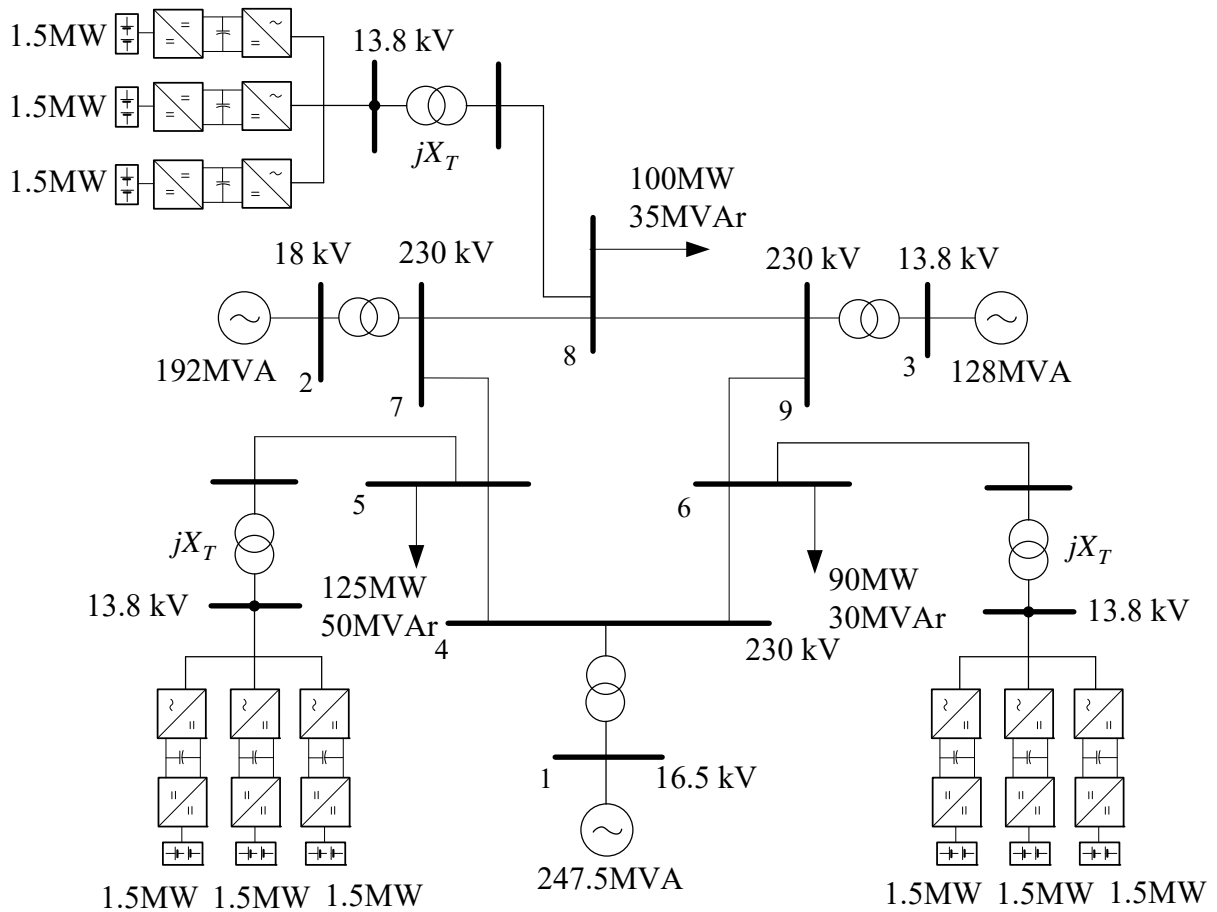 1.5MW
13.8 kV
1.5MW
jX_T
1.5MW
100MW
35MVAr
18 kV
230 kV
230 kV
13.8 kV
192MVA
2
7
8
9
3
128MVA
5
6
jX_T
jX_T
125MW
50MVAr
90MW
30MVAr
13.8 kV
13.8 kV
4
230 kV
1
16.5 kV
247.5MVA
1.5MW 1.5MW 1.5MW
1.5MW 1.5MW 1.5MW